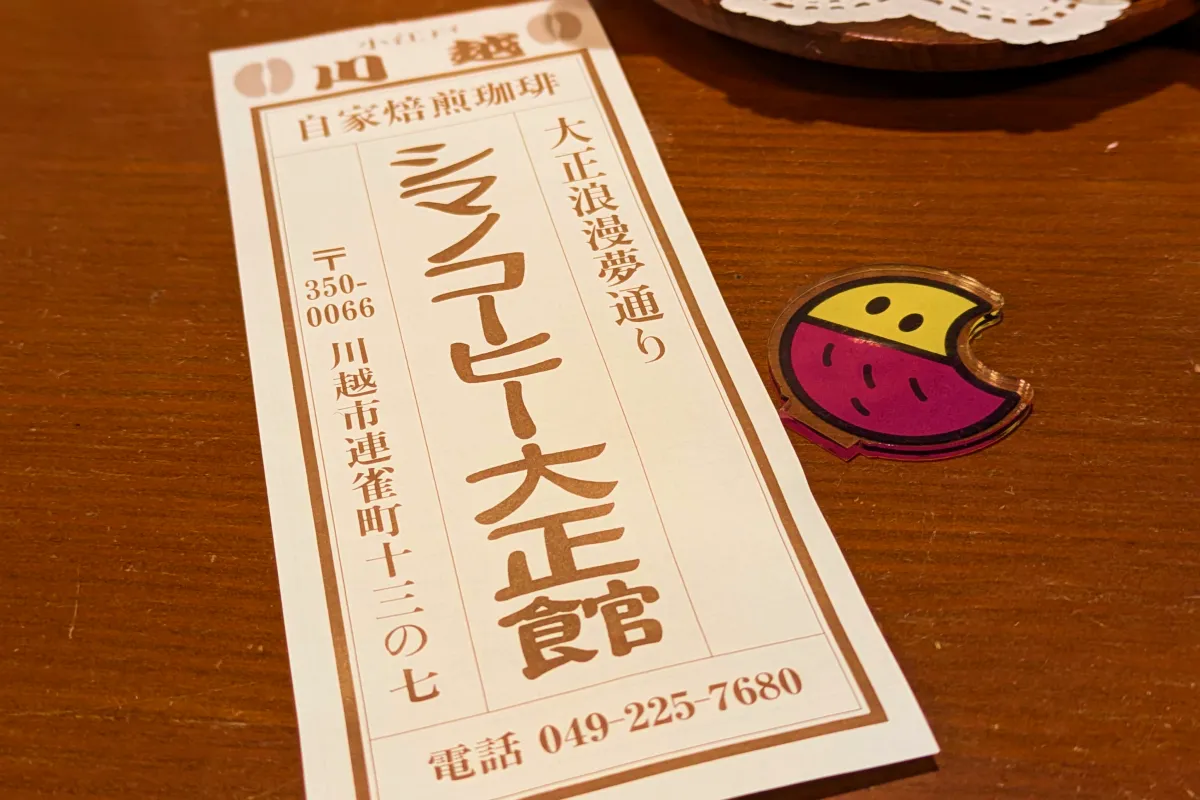 小江戸
川越
自家焙煎珈琲
大正浪漫夢通り
シマノコーヒー大正館
〒350-0066 川越市連雀町十三の七
電話 049-225-7680